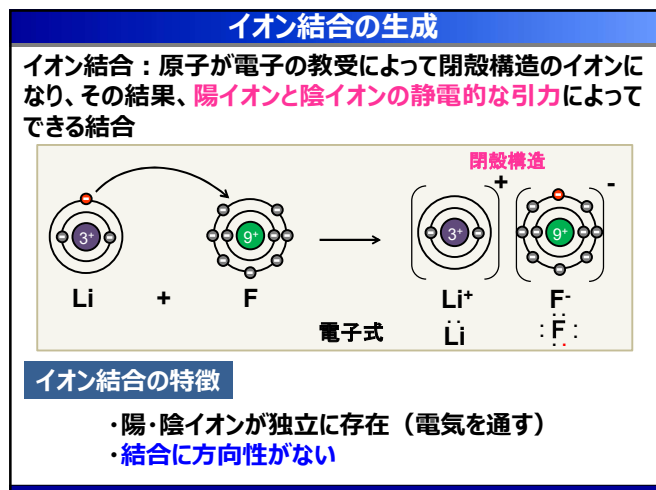 イオン結合の生成
イオン結合：原子が電子の教受によって閉殻構造のイオンに
なり、その結果、陽イオンと陰イオンの静電的な引力によって
できる結合
閉殻構造
+ -
3+ 9+ 3+ 9+
Li + F Li+ F-
電子式 Li :F:
イオン結合の特徴
・陽・陰イオンが独立に存在（電気を通す）
・結合に方向性がない